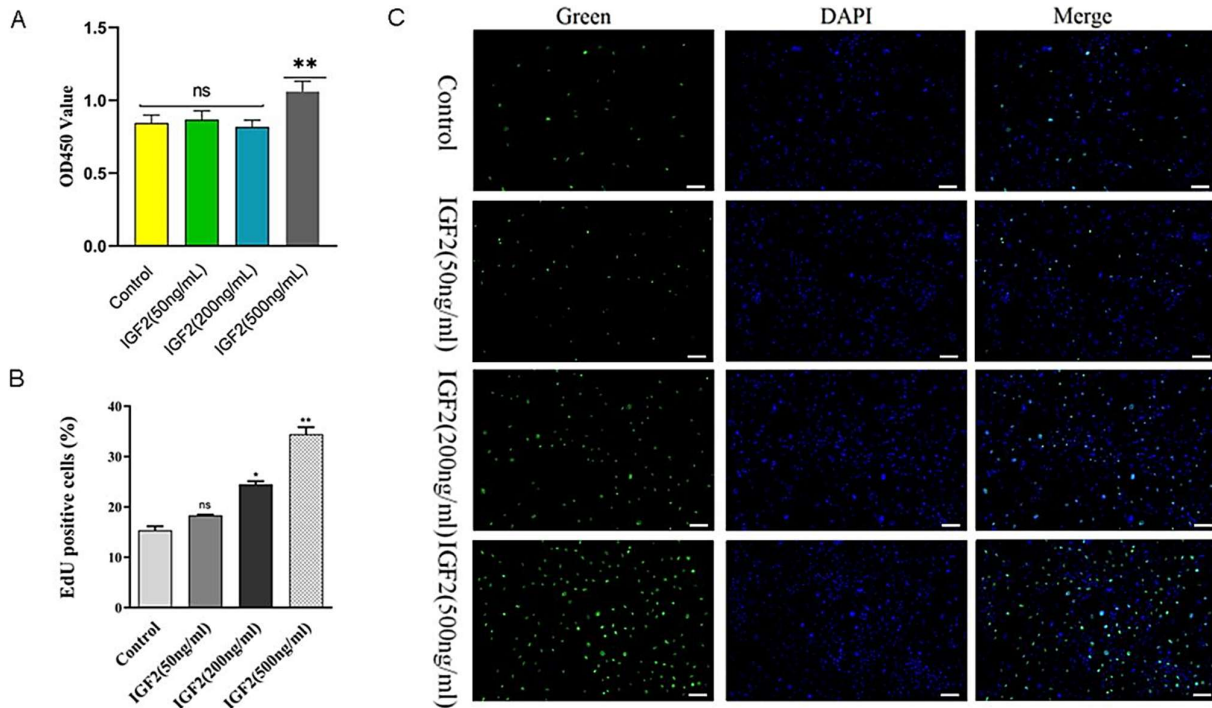 A
OD450 Value
1.5
1.0
0.5
0.0
ns
**
Control
IGF2(50ng/mL)
IGF2(200ng/mL)
IGF2(500ng/mL)
B
EdU positive cells (%)
40
30
20
10
0
ns
*
**
Control
IGF2(50ng/ml)
IGF2(200ng/ml)
IGF2(500ng/ml)
C
Green DAPI Merge
Control
IGF2(50ng/ml)
IGF2(200ng/ml)
IGF2(500ng/ml)